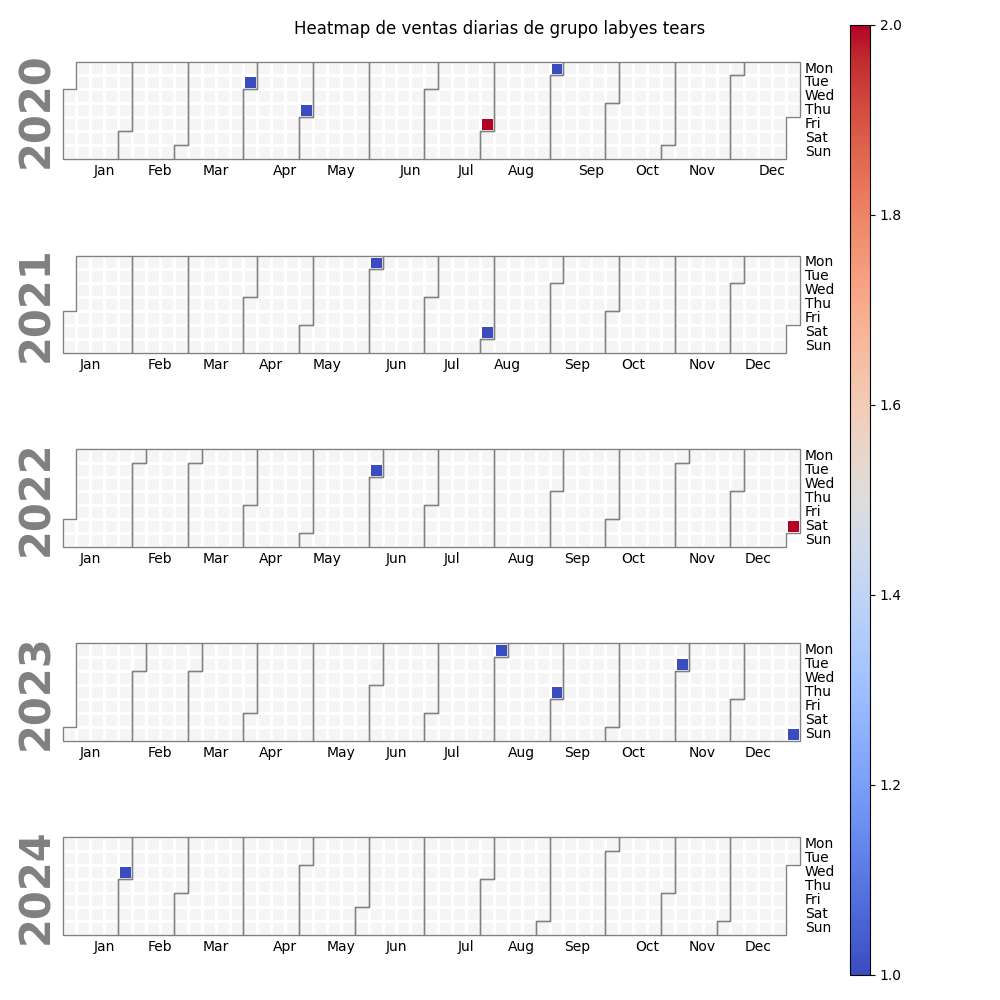 Heatmap de ventas diarias de grupo labyes tears
2020
Mon
Tue
Wed
Thu
Fri
Sat
Sun
Jan Feb Mar Apr May Jun Jul Aug Sep Oct Nov Dec
2021
Mon
Tue
Wed
Thu
Fri
Sat
Sun
Jan Feb Mar Apr May Jun Jul Aug Sep Oct Nov Dec
2022
Mon
Tue
Wed
Thu
Fri
Sat
Sun
Jan Feb Mar Apr May Jun Jul Aug Sep Oct Nov Dec
2023
Mon
Tue
Wed
Thu
Fri
Sat
Sun
Jan Feb Mar Apr May Jun Jul Aug Sep Oct Nov Dec
2024
Mon
Tue
Wed
Thu
Fri
Sat
Sun
Jan Feb Mar Apr May Jun Jul Aug Sep Oct Nov Dec
2.0
1.8
1.6
1.4
1.2
1.0